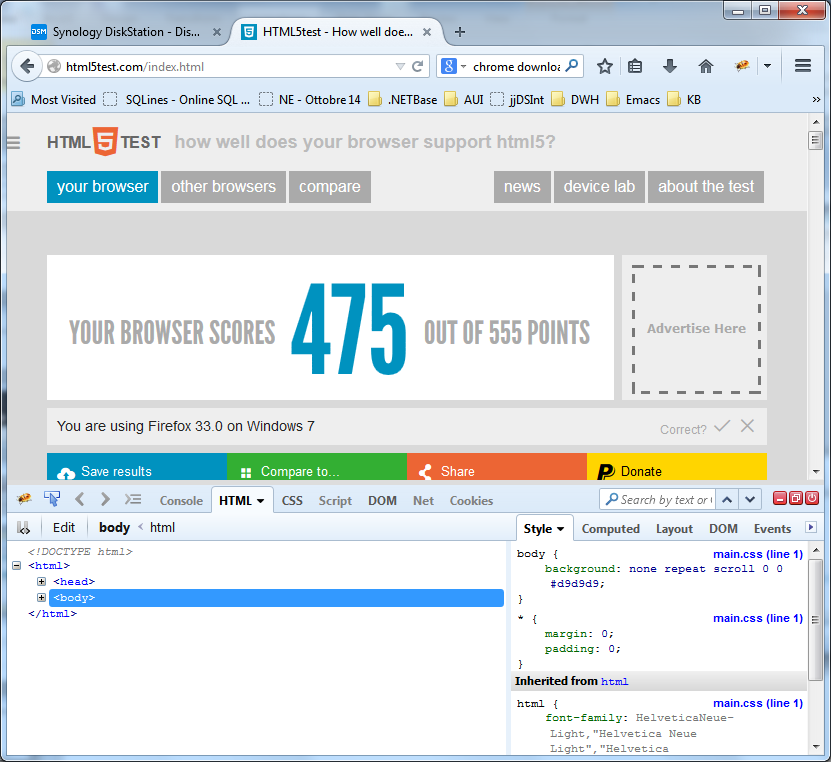 DSM Synology DiskStation - Dis...
5 HTML5test - How well doe...
html5test.com/index.html
8 chrome downloa
Most Visited SQLines - Online SQL ... NE - Ottobre 14 .NETBase AUI jjDSInt DWH Emacs KB »
HTML 5 TEST how well does your browser support html5?
your browser other browsers compare news device lab about the test
YOUR BROWSER SCORES 475 OUT OF 555 POINTS
Advertise Here
You are using Firefox 33.0 on Windows 7 Correct?
Save results Compare to... Share Donate
Console HTML CSS Script DOM Net Cookies Search by text or
Edit body < html
Style Computed Layout DOM Events
<!DOCTYPE html>
<html>
<head>
<body>
</html>
body { main.css (line 1)
background: none repeat scroll 0 0
#d9d9d9;
}
* { main.css (line 1)
margin: 0;
padding: 0;
}
Inherited from html
html { main.css (line 1)
font-family: HelveticaNeue-
Light,"Helvetica Neue
Light","Helvetica